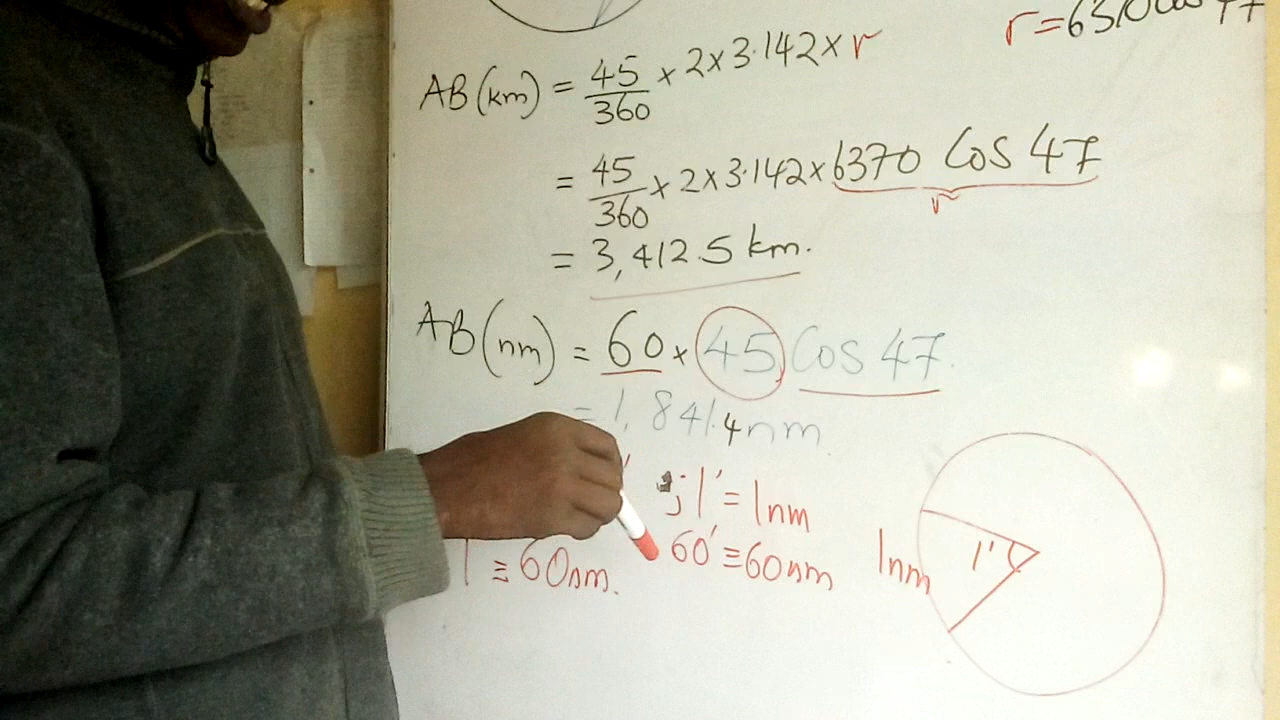 r=6370 cos 47
AB(km) = 45/360 × 2×3.142× r
= 45/360 × 2×3.142×6370 Cos 47
r
= 3,412.5 km.
AB(nm) = 60 × 45 Cos 47.
= 1,841.4nm
; 1' = 1nm
60' ≡ 60nm
1 ≡ 60nm.
1nm
1'